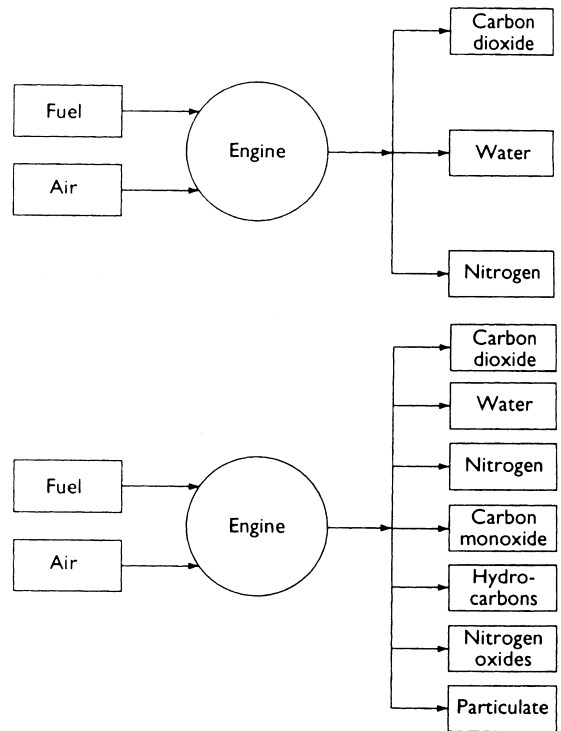 Carbon
dioxide
Fuel
Engine
Water
Air
Nitrogen
Carbon
dioxide
Water
Nitrogen
Fuel
Engine
Carbon
monoxide
Air
Hydro-
carbons
Nitrogen
oxides
Particulate